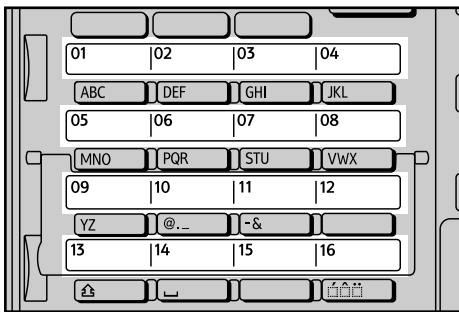 01 02 03 04
ABC DEF GHI JKL
05 06 07 08
MNO PQR STU VWX
09 10 11 12
YZ @._ -&
13 14 15 16